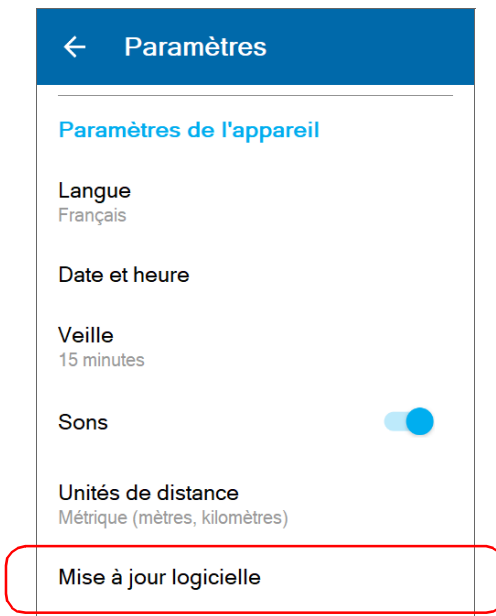 Paramètres
Paramètres de l'appareil
Langue
Français
Date et heure
Veille
15 minutes
Sons
Unités de distance
Métrique (mètres, kilomètres)
Mise à jour logicielle